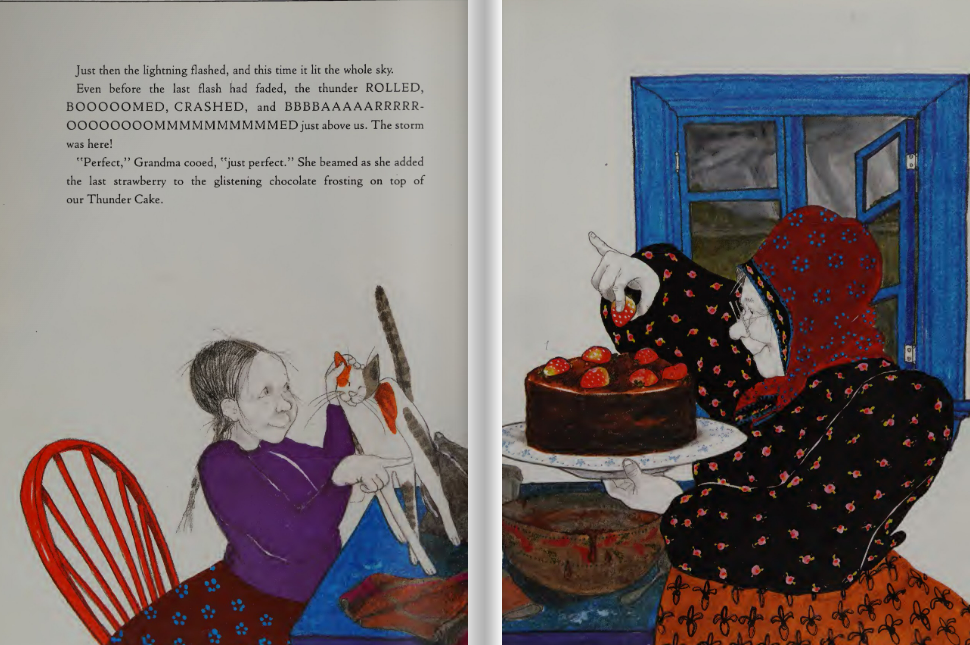 Just then the lightning flashed, and this time it lit the whole sky.
Even before the last flash had faded, the thunder ROLLED,
BOOOOOMED, CRASHED, and BBBBAAAAARRRRR-
OOOOOOOOMMMMMMMMMMED just above us. The storm
was here!
"Perfect," Grandma cooed, "just perfect." She beamed as she added
the last strawberry to the glistening chocolate frosting on top of
our Thunder Cake.